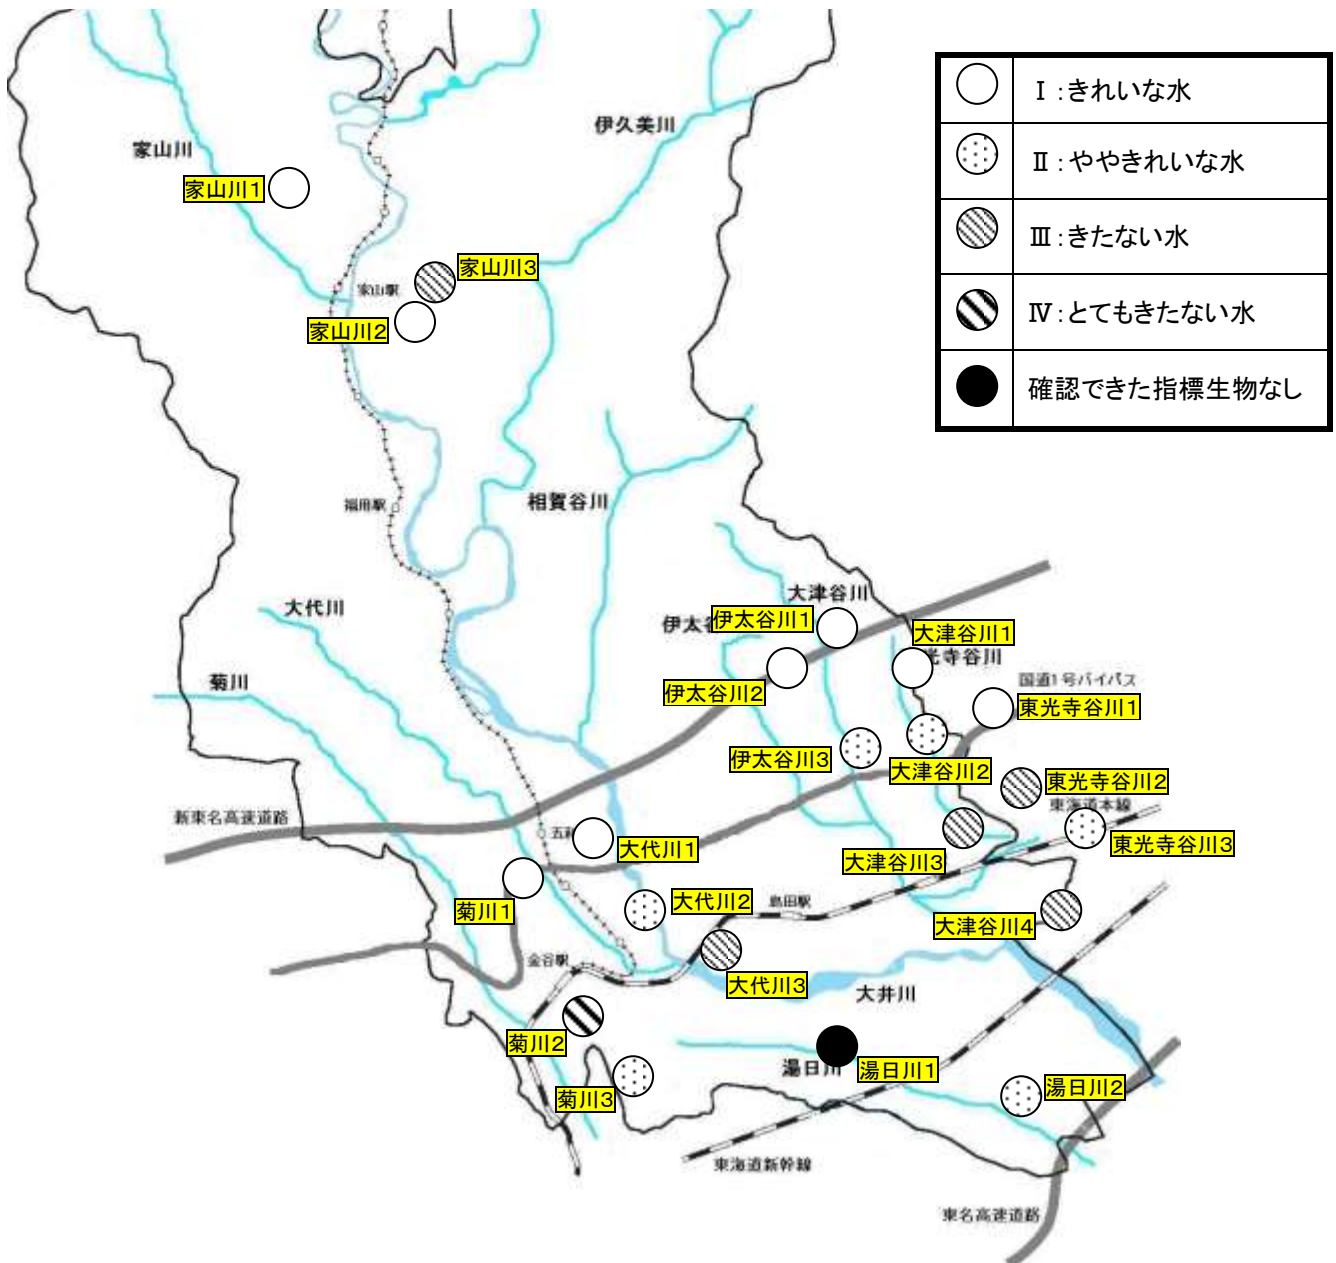 Ⅰ：きれいな水
Ⅱ：ややきれいな水
Ⅲ：きたない水
Ⅳ：とてもきたない水
確認できた指標生物なし
伊久美川
家山川
家山川1
家山川3
家山駅
家山川2
福用駅
相賀谷川
大津谷川
大代川
伊太谷川1
伊太
大津谷川1
光寺谷川
菊川
伊太谷川2
国道1号バイパス
東光寺谷川1
伊太谷川3
大津谷川2
東光寺谷川2
東海道本線
新東名高速道路
五
大代川1
大津谷川3
東光寺谷川3
菊川1
大代川2
島田駅
大津谷川4
金谷駅
大代川3
大井川
菊川2
湯日川
湯日川1
菊川3
湯日川2
東海道新幹線
東名高速道路